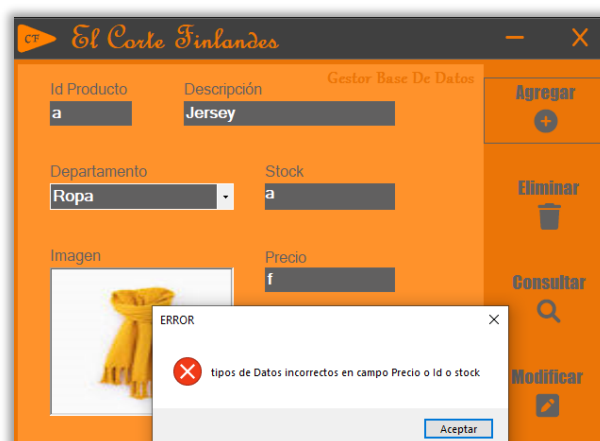 CF El Corte Finlandes
Gestor Base De Datos
Id Producto Descripción
a Jersey
Departamento Stock
Ropa a
Imagen Precio
f
Agregar
Eliminar
Consultar
Modificar
ERROR
tipos de Datos incorrectos en campo Precio o Id o stock
Aceptar